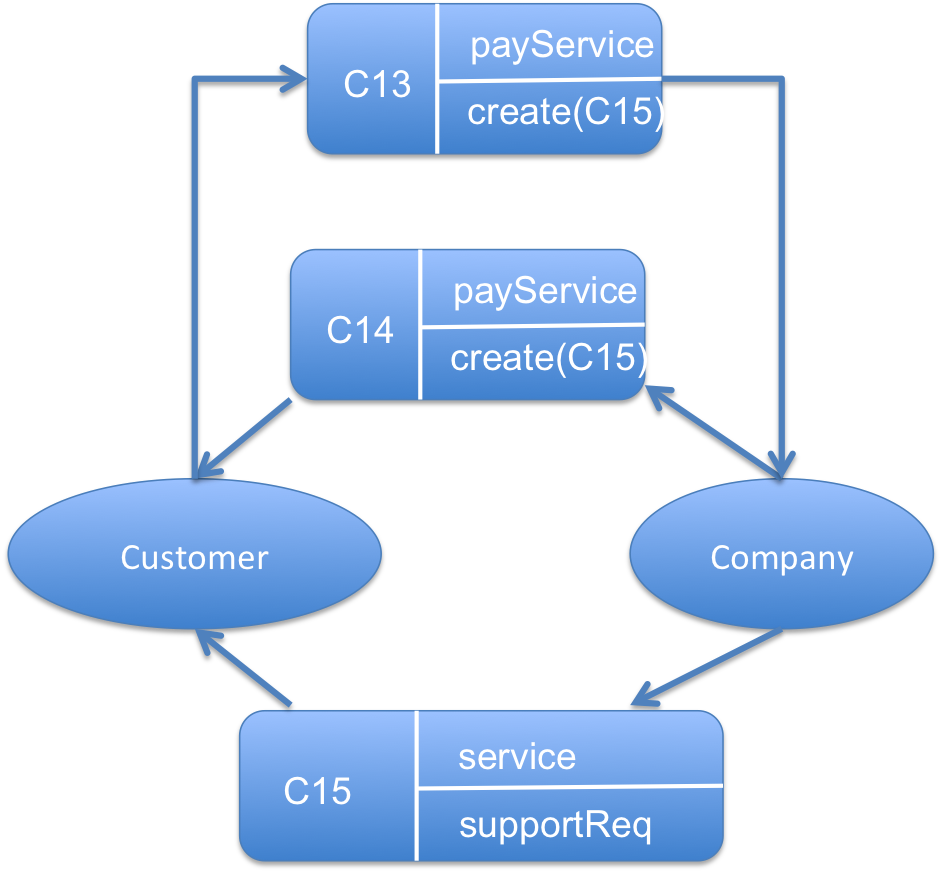 payService
C13
create(C15)
payService
C14
create(C15)
Customer
Company
service
C15
supportReq